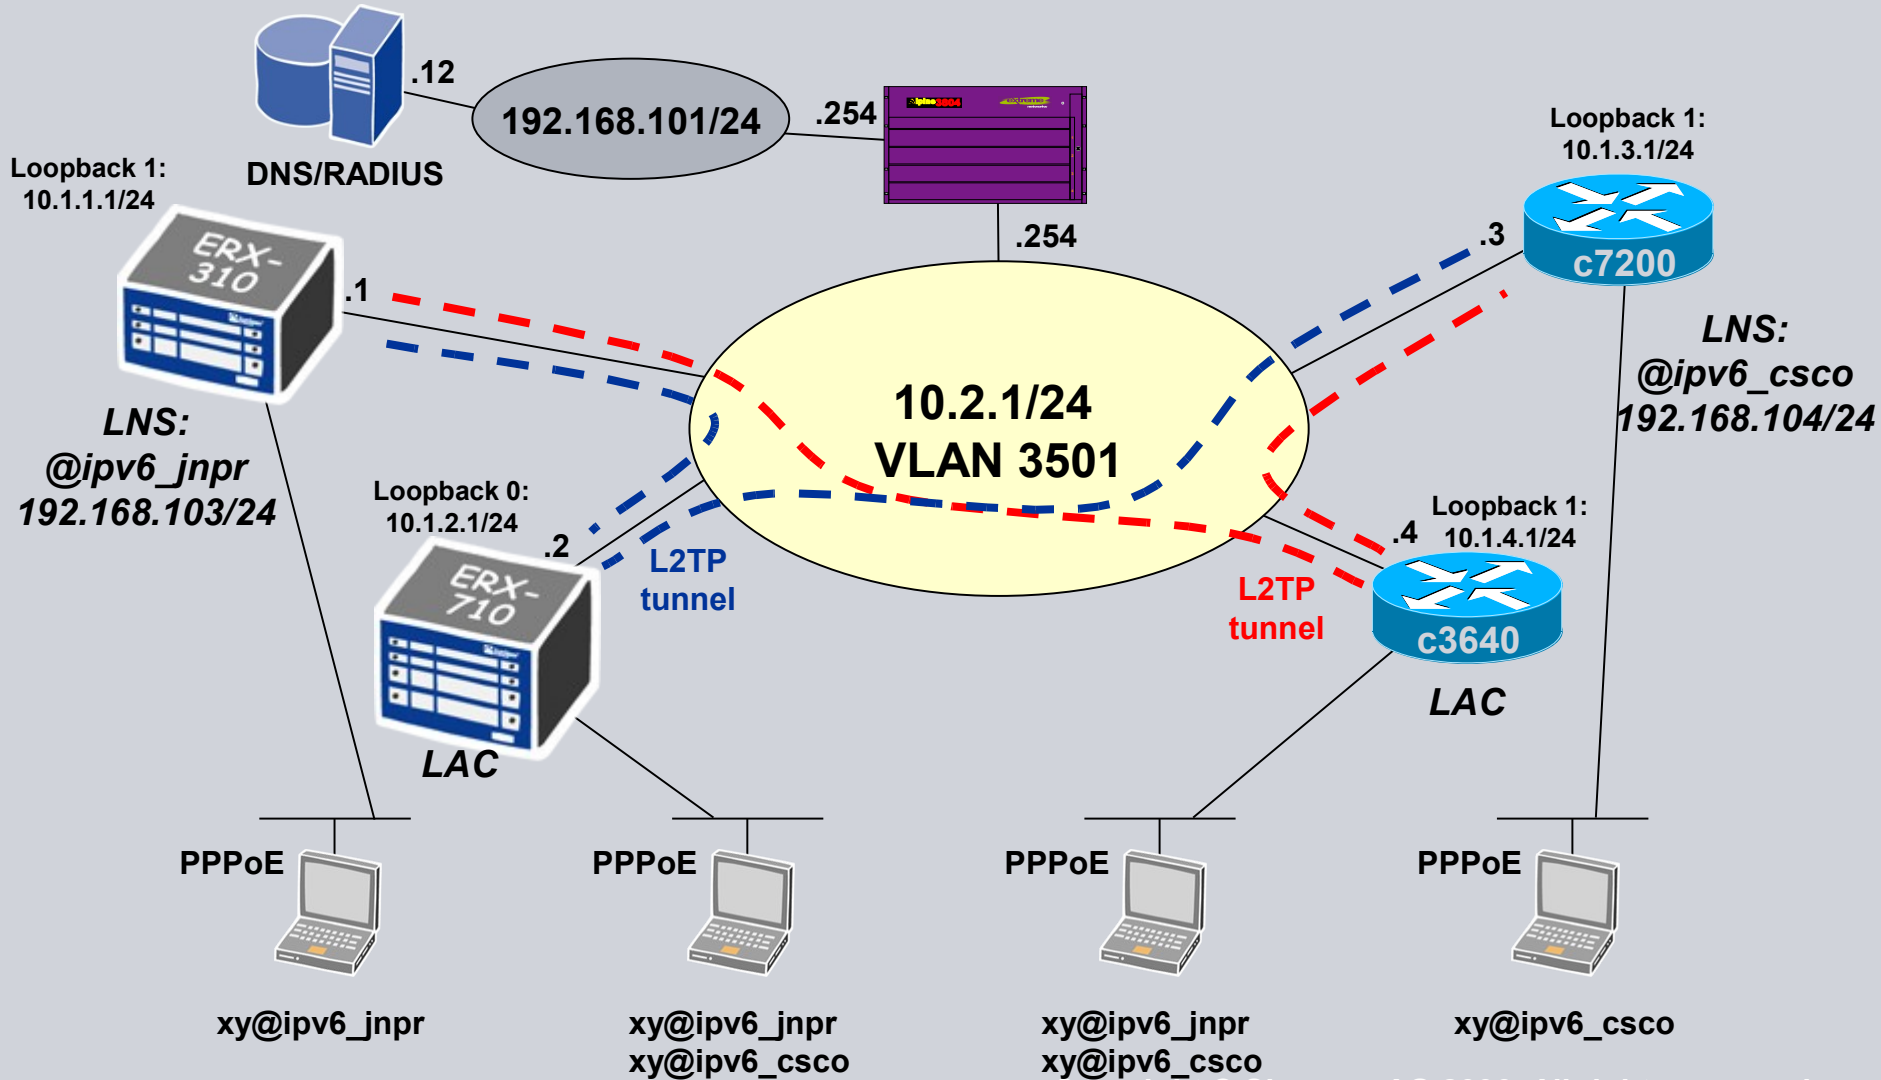 .12
192.168.101/24
.254
Alpine3804
extreme
networks
DNS/RADIUS
.254
Loopback 1:
10.1.1.1/24
ERX-
310
.1
LNS:
@ipv6_jnpr
192.168.103/24
Loopback 1:
10.1.3.1/24
.3
c7200
LNS:
@ipv6_csco
192.168.104/24
10.2.1/24
VLAN 3501
Loopback 0:
10.1.2.1/24
.2
ERX-
710
LAC
L2TP
tunnel
L2TP
tunnel
.4
Loopback 1:
10.1.4.1/24
c3640
LAC
PPPoE
PPPoE
PPPoE
PPPoE
xy@ipv6_jnpr
xy@ipv6_jnpr
xy@ipv6_csco
xy@ipv6_jnpr
xy@ipv6_csco
xy@ipv6_csco